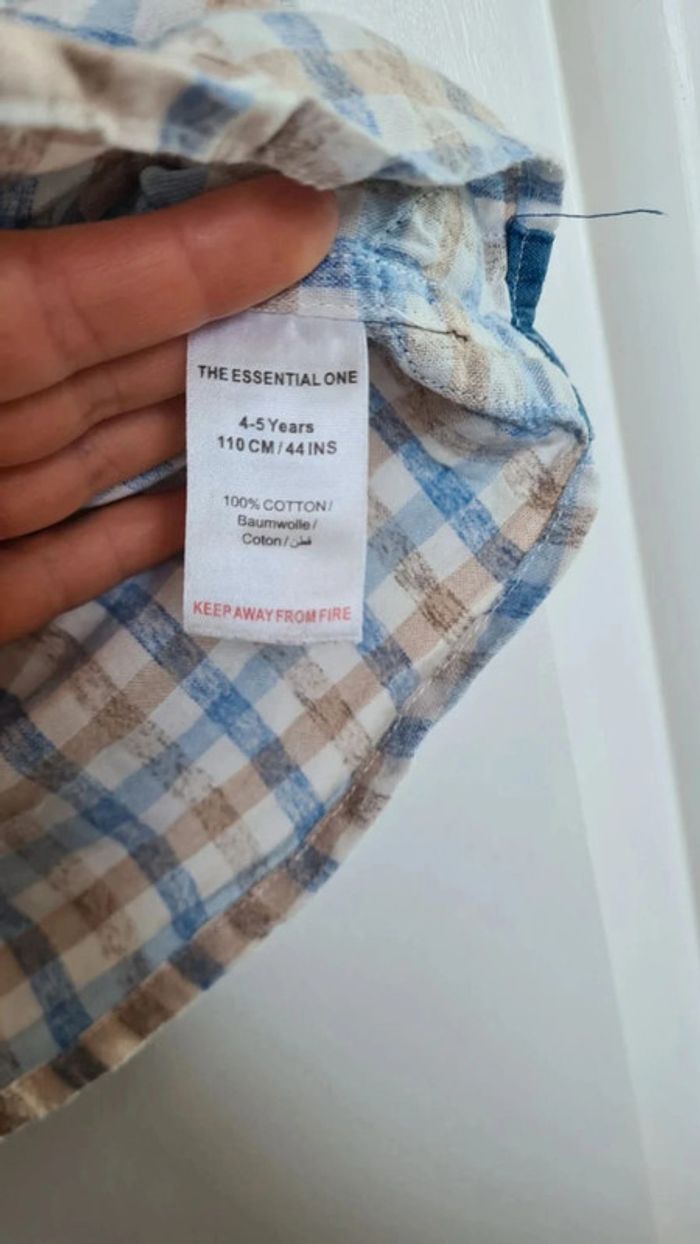 THE ESSENTIAL ONE
4-5 Years
110 CM / 44 INS
100% COTTON /
Baumwolle /
Coton / قطن
KEEP AWAY FROM FIRE